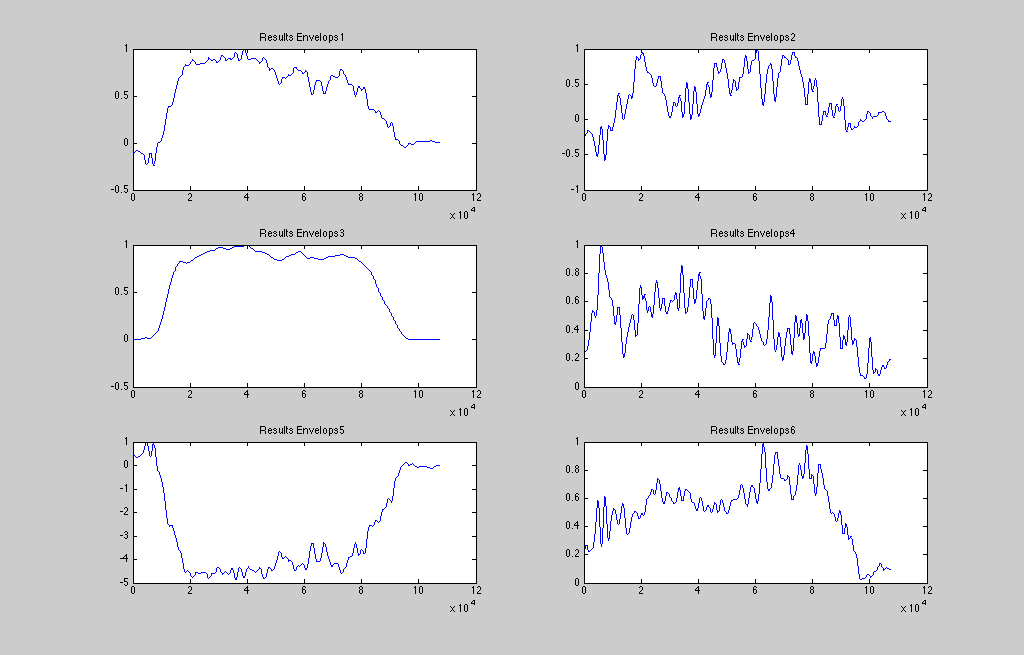 Results Envelops1
1
0.5
0
-0.5
0 2 4 6 8 10 12
x 10^4
Results Envelops2
1
0.5
0
-0.5
-1
0 2 4 6 8 10 12
x 10^4
Results Envelops3
1
0.5
0
-0.5
0 2 4 6 8 10 12
x 10^4
Results Envelops4
1
0.8
0.6
0.4
0.2
0
0 2 4 6 8 10 12
x 10^4
Results Envelops5
1
0
-1
-2
-3
-4
-5
0 2 4 6 8 10 12
x 10^4
Results Envelops6
1
0.8
0.6
0.4
0.2
0
0 2 4 6 8 10 12
x 10^4